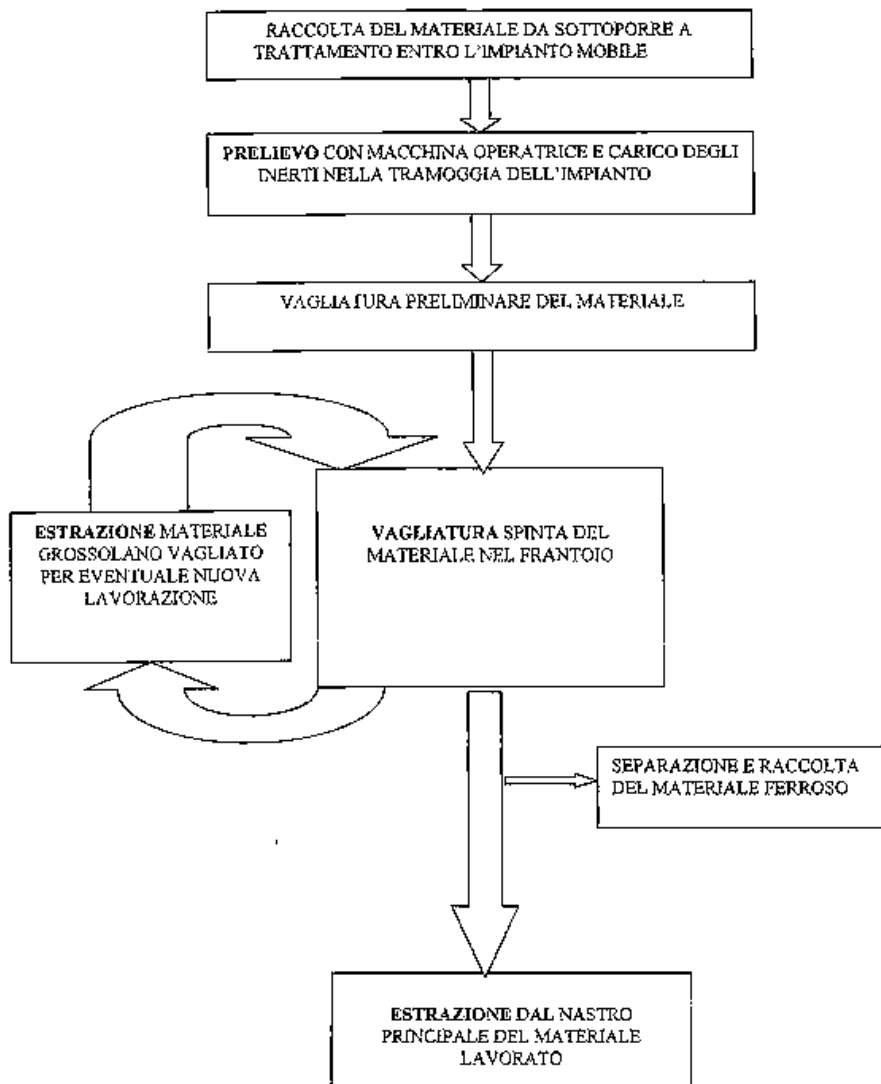 RACCOLTA DEL MATERIALE DA SOTTOPORRE A
TRATTAMENTO ENTRO L'IMPIANTO MOBILE
PRELIEVO CON MACCHINA OPERATRICE E CARICO DEGLI
INERTI NELLA TRAMOGGIA DELL'IMPIANTO
VAGLIATURA PRELIMINARE DEL MATERIALE
ESTRAZIONE MATERIALE
GROSSOLANO VAGLIATO
PER EVENTUALE NUOVA
LAVORAZIONE
VAGLIATURA SPINTA DEL
MATERIALE NEL FRANTOIO
SEPARAZIONE E RACCOLTA
DEL MATERIALE FERROSO
ESTRAZIONE DAL NASTRO
PRINCIPALE DEL MATERIALE
LAVORATO